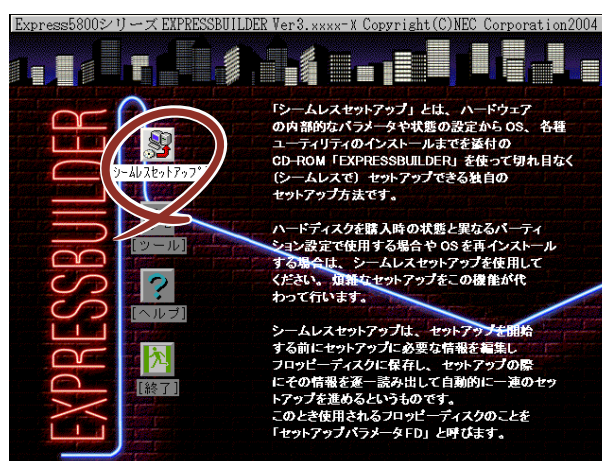 Express5800シリーズ EXPRESSBUILDER Ver3.xxxx-X Copyright(C)NEC Corporation2004
EXPRESSBUILDER
シームレスセットアップ
[ツール]
[ヘルプ]
[終了]
「シームレスセットアップ」とは、ハードウェア
の内部的なパラメータや状態の設定からOS、各種
ユーティリティのインストールまでを添付の
CD-ROM「EXPRESSBUILDER」を使って切れ目なく
(シームレスで) セットアップできる独自の
セットアップ方法です。
ハードディスクを購入時の状態と異なるパーティ
ション設定で使用する場合やOSを再インストール
する場合は、シームレスセットアップを使用して
ください。煩雑なセットアップをこの機能が代
わって行います。
シームレスセットアップは、セットアップを開始
する前にセットアップに必要な情報を編集し
フロッピーディスクに保存し、セットアップの際
にその情報を逐一読み出して自動的に一連のセッ
トアップを進めるというものです。
このとき使用されるフロッピーディスクのことを
「セットアップパラメータFD」と呼びます。